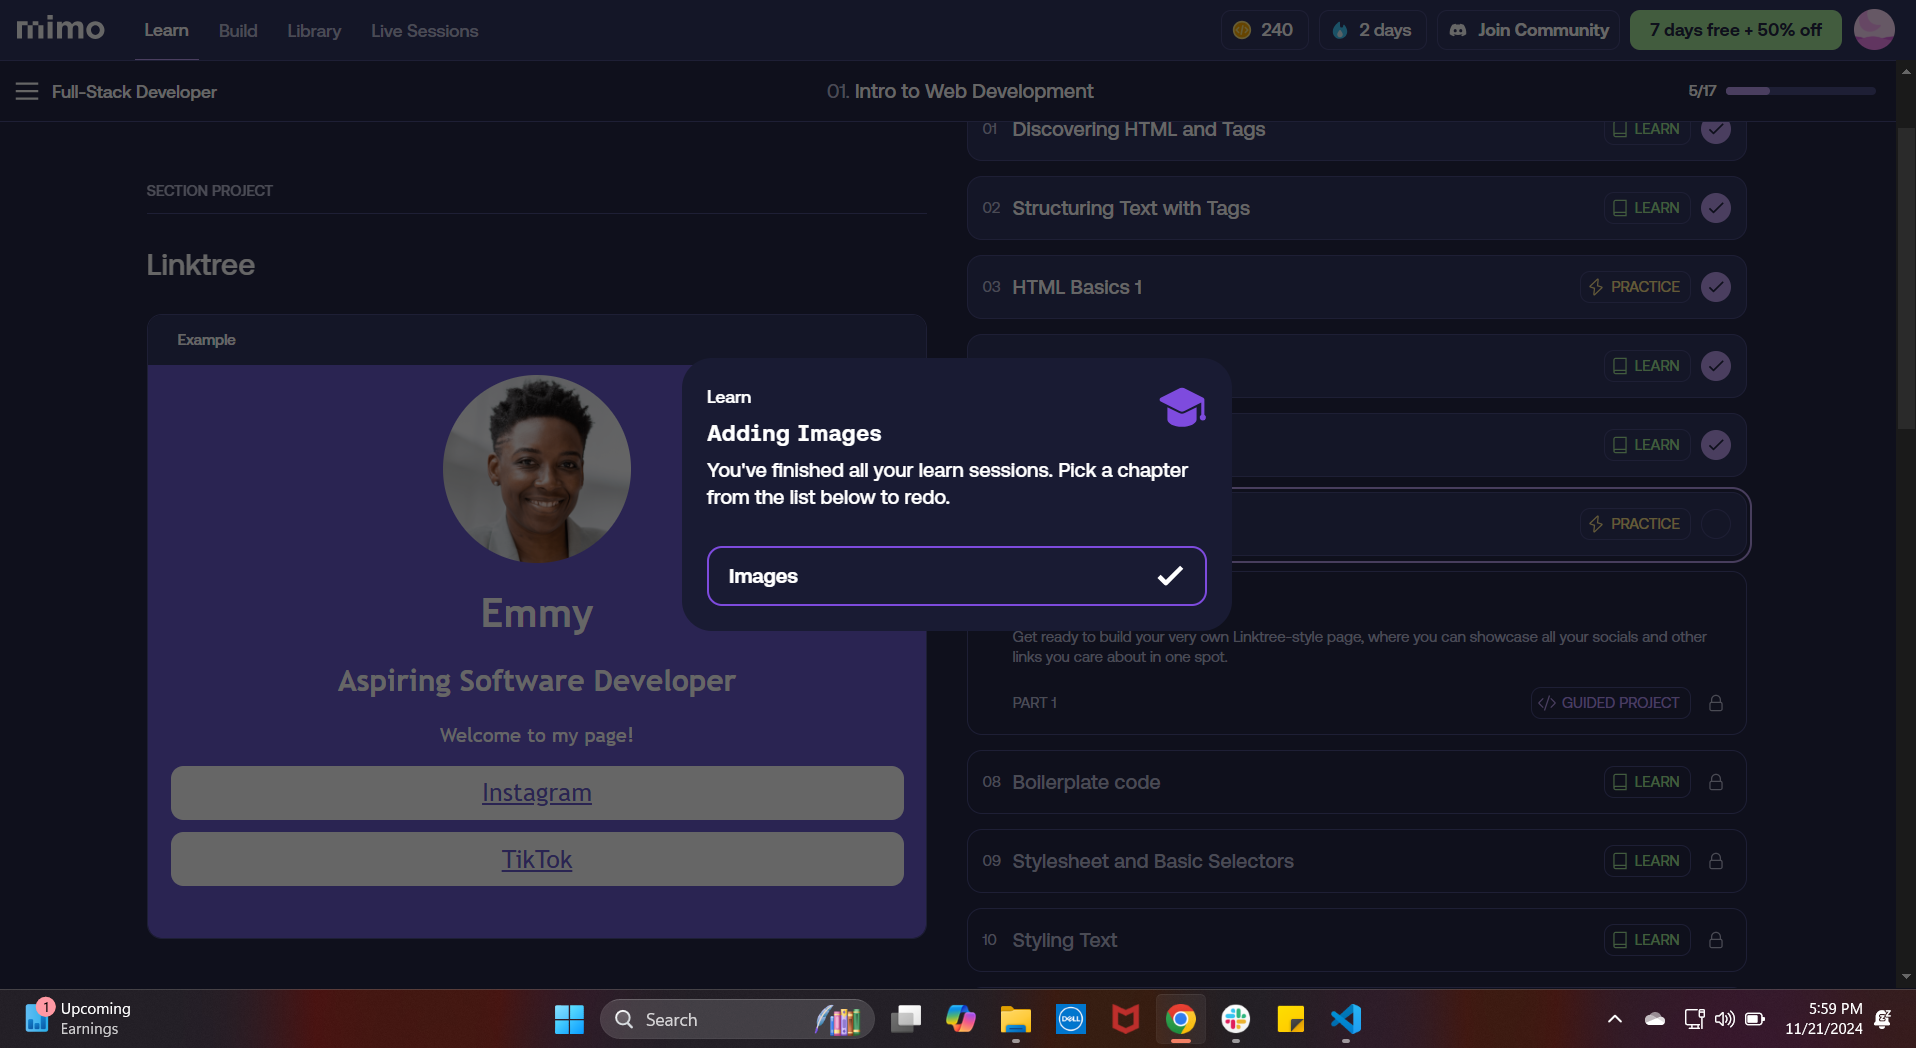 mimo
Learn
Build
Library
Live Sessions
240
2 days
Join Community
7 days free + 50% off
Full-Stack Developer
01. Intro to Web Development
5/17
SECTION PROJECT
Linktree
Example
Emmy
Aspiring Software Developer
Welcome to my page!
Instagram
TikTok
01 Discovering HTML and Tags
LEARN
02 Structuring Text with Tags
LEARN
03 HTML Basics 1
PRACTICE
LEARN
LEARN
PRACTICE
Learn
Adding Images
You've finished all your learn sessions. Pick a chapter
from the list below to redo.
Images
Get ready to build your very own Linktree-style page, where you can showcase all your socials and other
links you care about in one spot.
PART 1
GUIDED PROJECT
08 Boilerplate code
LEARN
09 Stylesheet and Basic Selectors
LEARN
10 Styling Text
LEARN
1
Upcoming
Earnings
Search
DELL
5:59 PM
11/21/2024